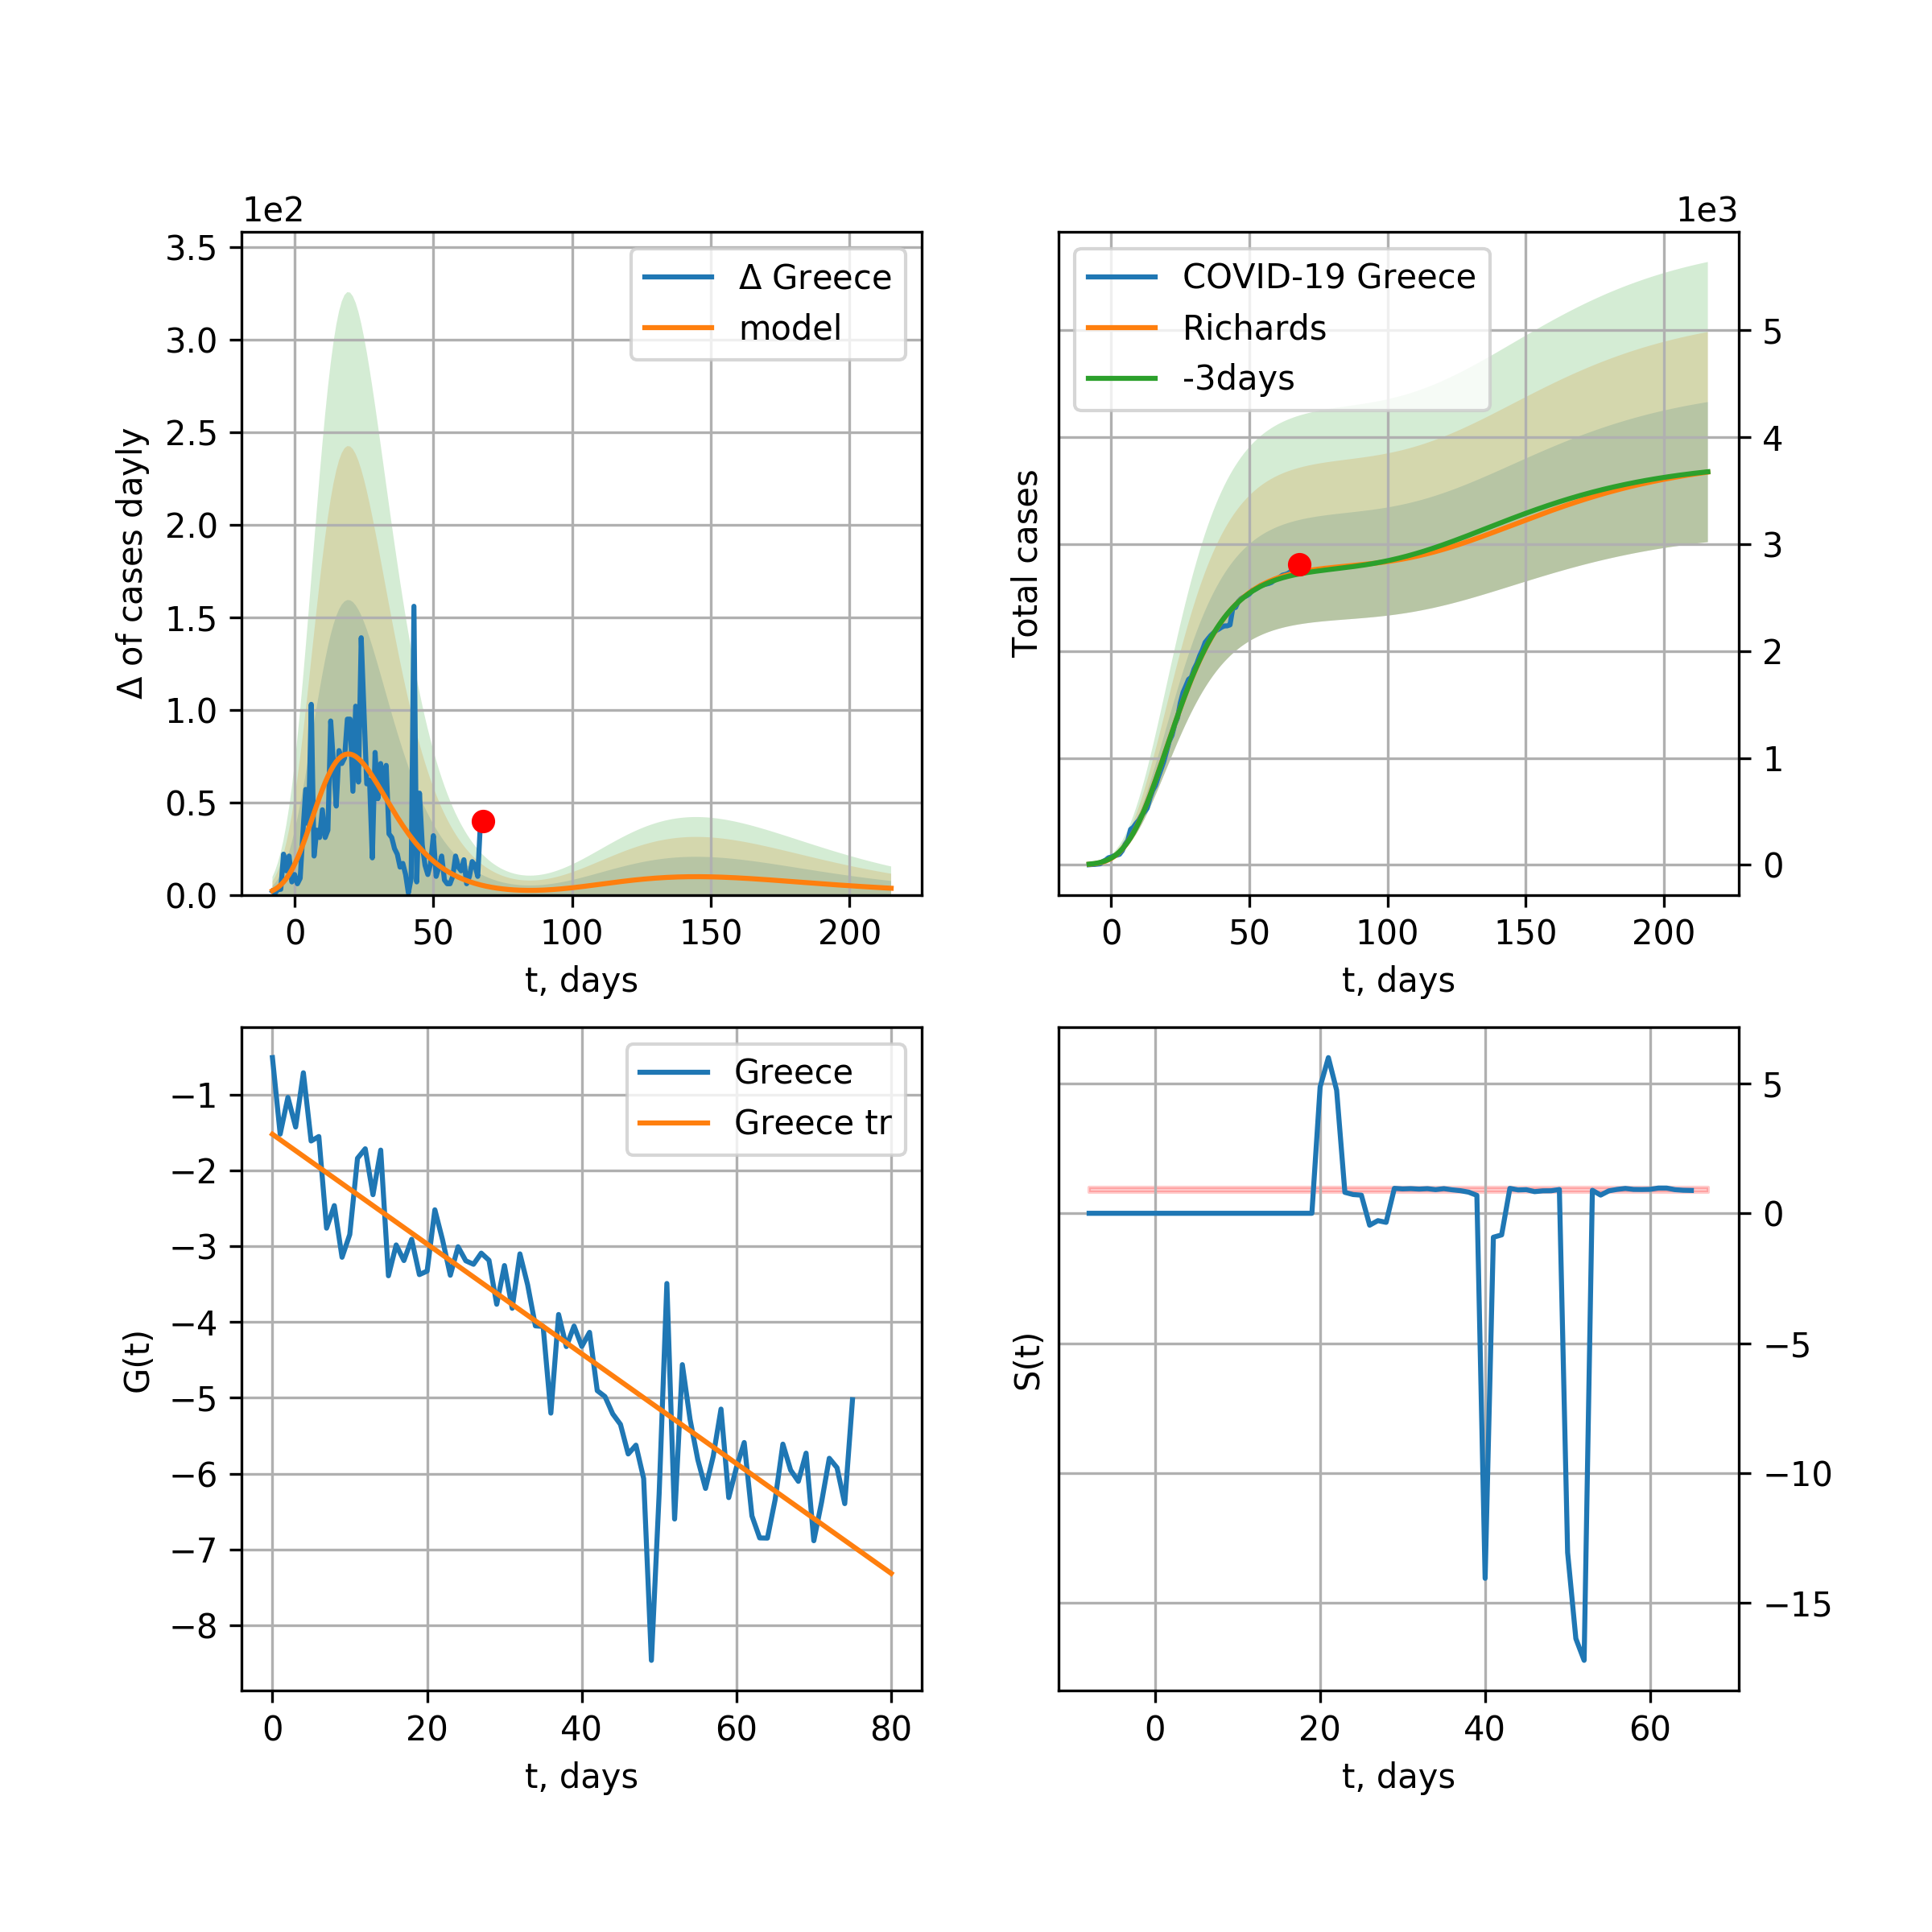 1e2
3.5
3.0
2.5
2.0
1.5
1.0
0.5
0.0
Δ of cases dayly
Δ Greece
model
0 50 100 150 200
t, days
1e3
COVID-19 Greece
Richards
-3days
Total cases
5
4
3
2
1
0
0 50 100 150 200
t, days
Greece
Greece tr
G(t)
−1
−2
−3
−4
−5
−6
−7
−8
0 20 40 60 80
t, days
S(t)
5
0
−5
−10
−15
0 20 40 60
t, days